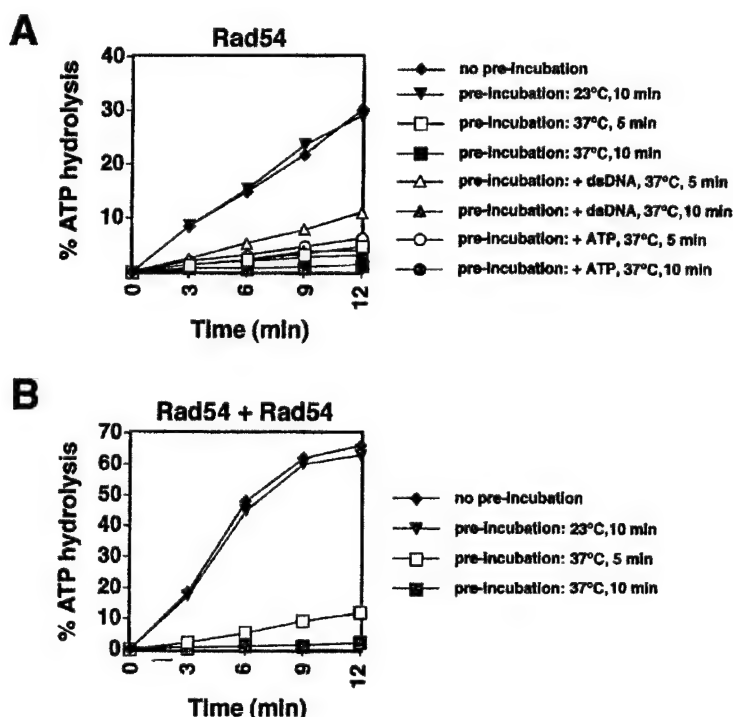 A
Rad54
% ATP hydrolysis
40
30
20
10
0
3
6
9
12
Time (min)
no pre-incubation
pre-incubation: 23°C,10 min
pre-incubation: 37°C, 5 min
pre-incubation: 37°C,10 min
pre-incubation: + dsDNA, 37°C, 5 min
pre-incubation: + dsDNA, 37°C,10 min
pre-incubation: + ATP, 37°C, 5 min
pre-incubation: + ATP, 37°C,10 min
B
Rad54 + Rad54
% ATP hydrolysis
70
60
50
40
30
20
10
0
0
3
6
9
12
Time (min)
no pre-incubation
pre-incubation: 23°C,10 min
pre-incubation: 37°C, 5 min
pre-incubation: 37°C,10 min